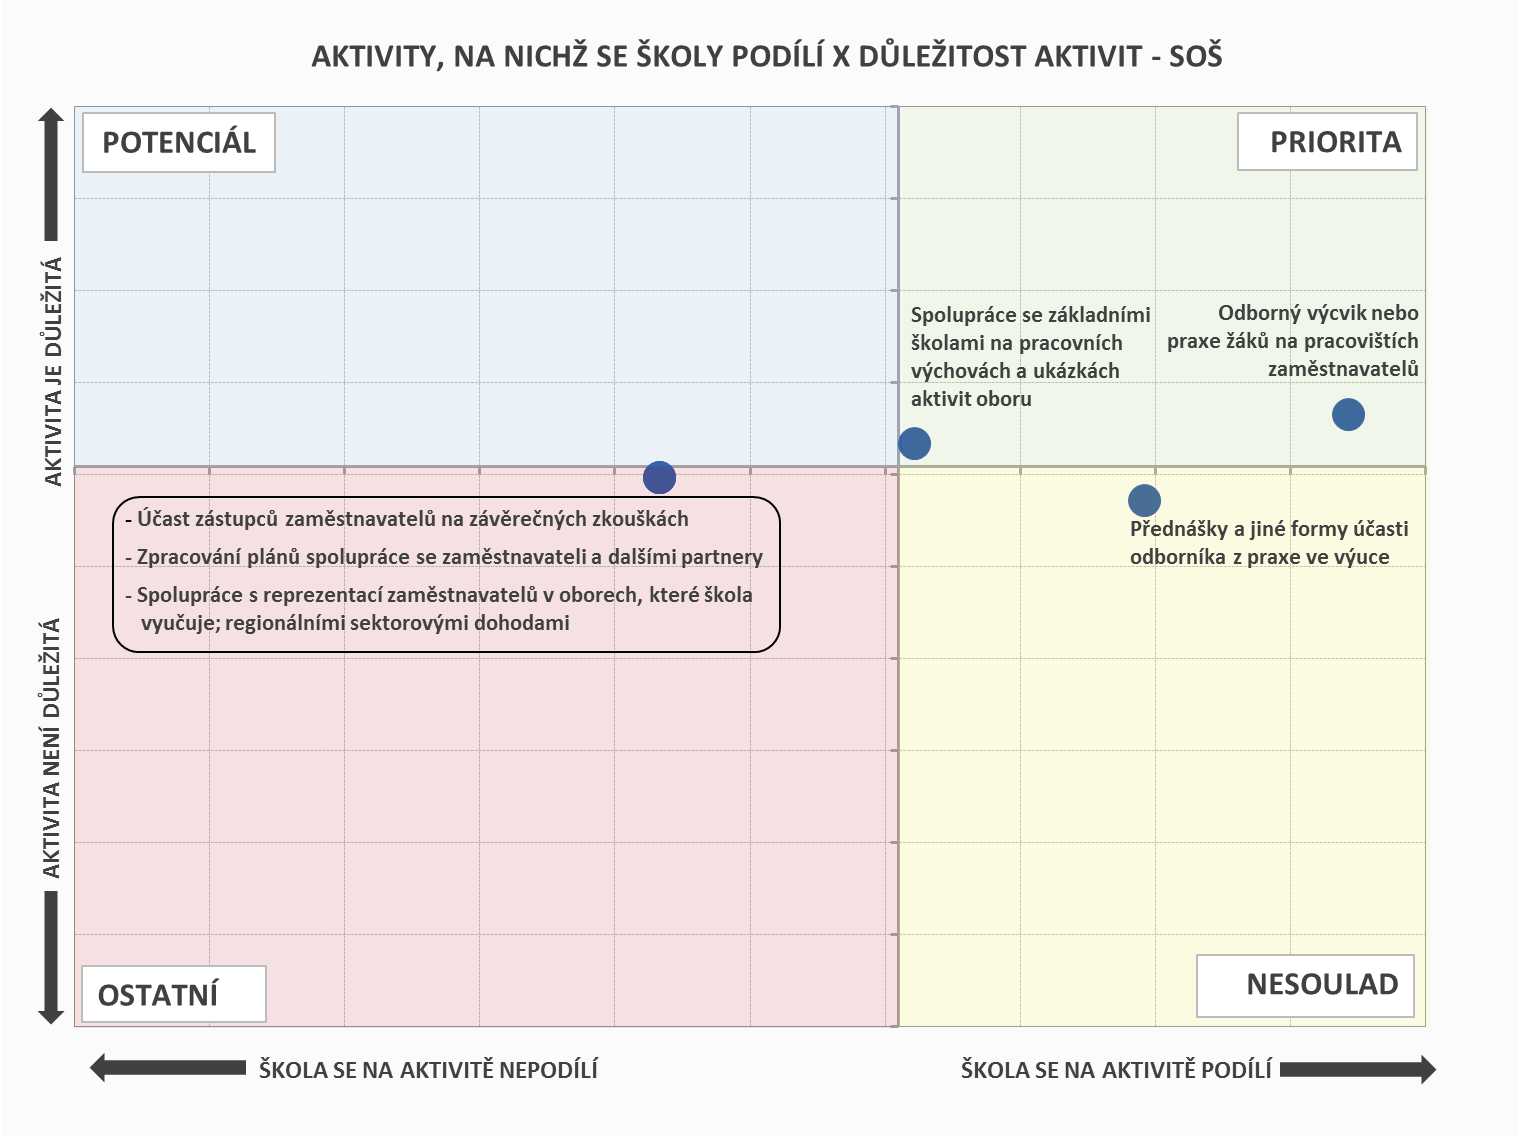 AKTIVITY, NA NICHŽ SE ŠKOLY PODÍLÍ X DŮLEŽITOST AKTIVIT - SOŠ
POTENCIÁL
PRIORITA
AKTIVITA JE DŮLEŽITÁ
Spolupráce se základními
školami na pracovních
výchovách a ukázkách
aktivit oboru
Odborný výcvik nebo
praxe žáků na pracovištích
zaměstnavatelů
- Účast zástupců zaměstnavatelů na závěrečných zkouškách
- Zpracování plánů spolupráce se zaměstnavateli a dalšími partnery
- Spolupráce s reprezentací zaměstnavatelů v oborech, které škola
vyučuje; regionálními sektorovými dohodami
Přednášky a jiné formy účasti
odborníka z praxe ve výuce
AKTIVITA NENÍ DŮLEŽITÁ
OSTATNÍ
NESOULAD
ŠKOLA SE NA AKTIVITĚ NEPODÍLÍ
ŠKOLA SE NA AKTIVITĚ PODÍLÍ